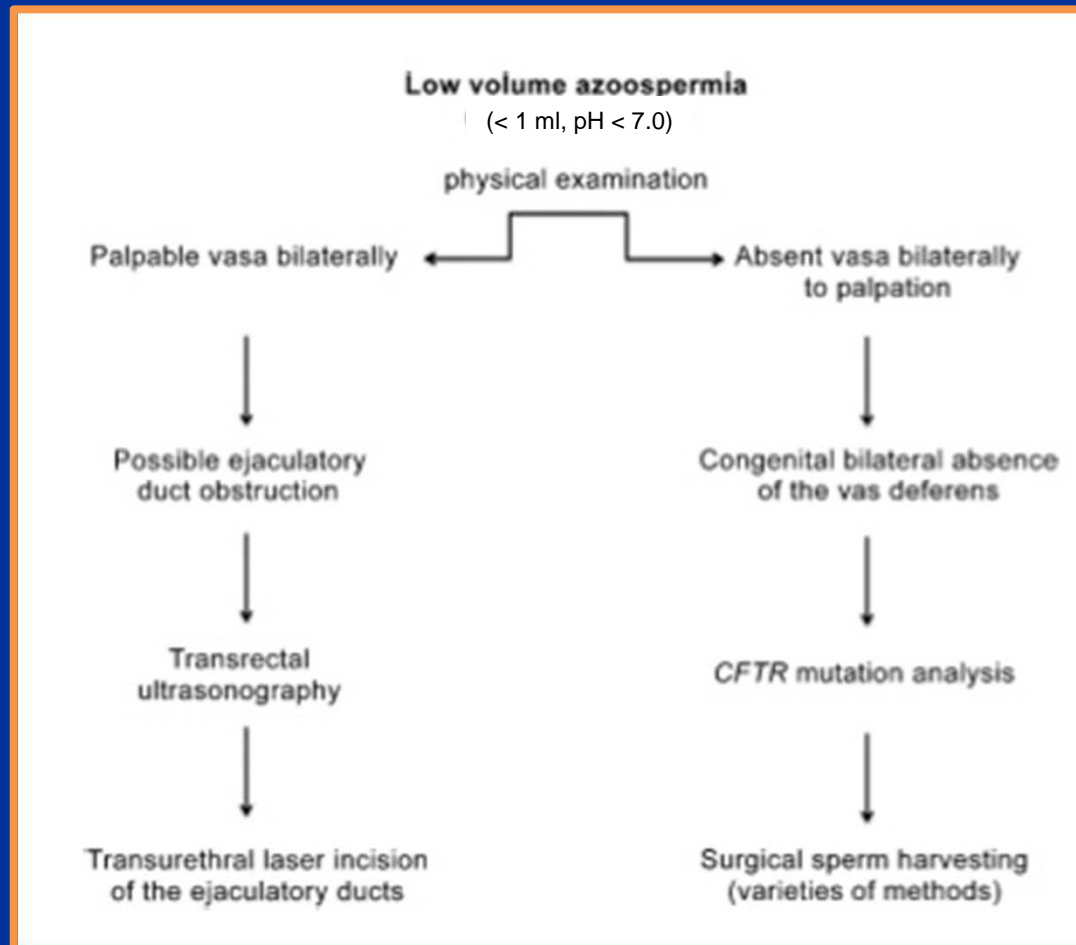 Low volume azoospermia
(< 1 ml, pH < 7.0)
physical examination
Palpable vasa bilaterally
Absent vasa bilaterally
to palpation
Possible ejaculatory
duct obstruction
Congenital bilateral absence
of the vas deferens
Transrectal
ultrasonography
CFTR mutation analysis
Transurethral laser incision
of the ejaculatory ducts
Surgical sperm harvesting
(varieties of methods)